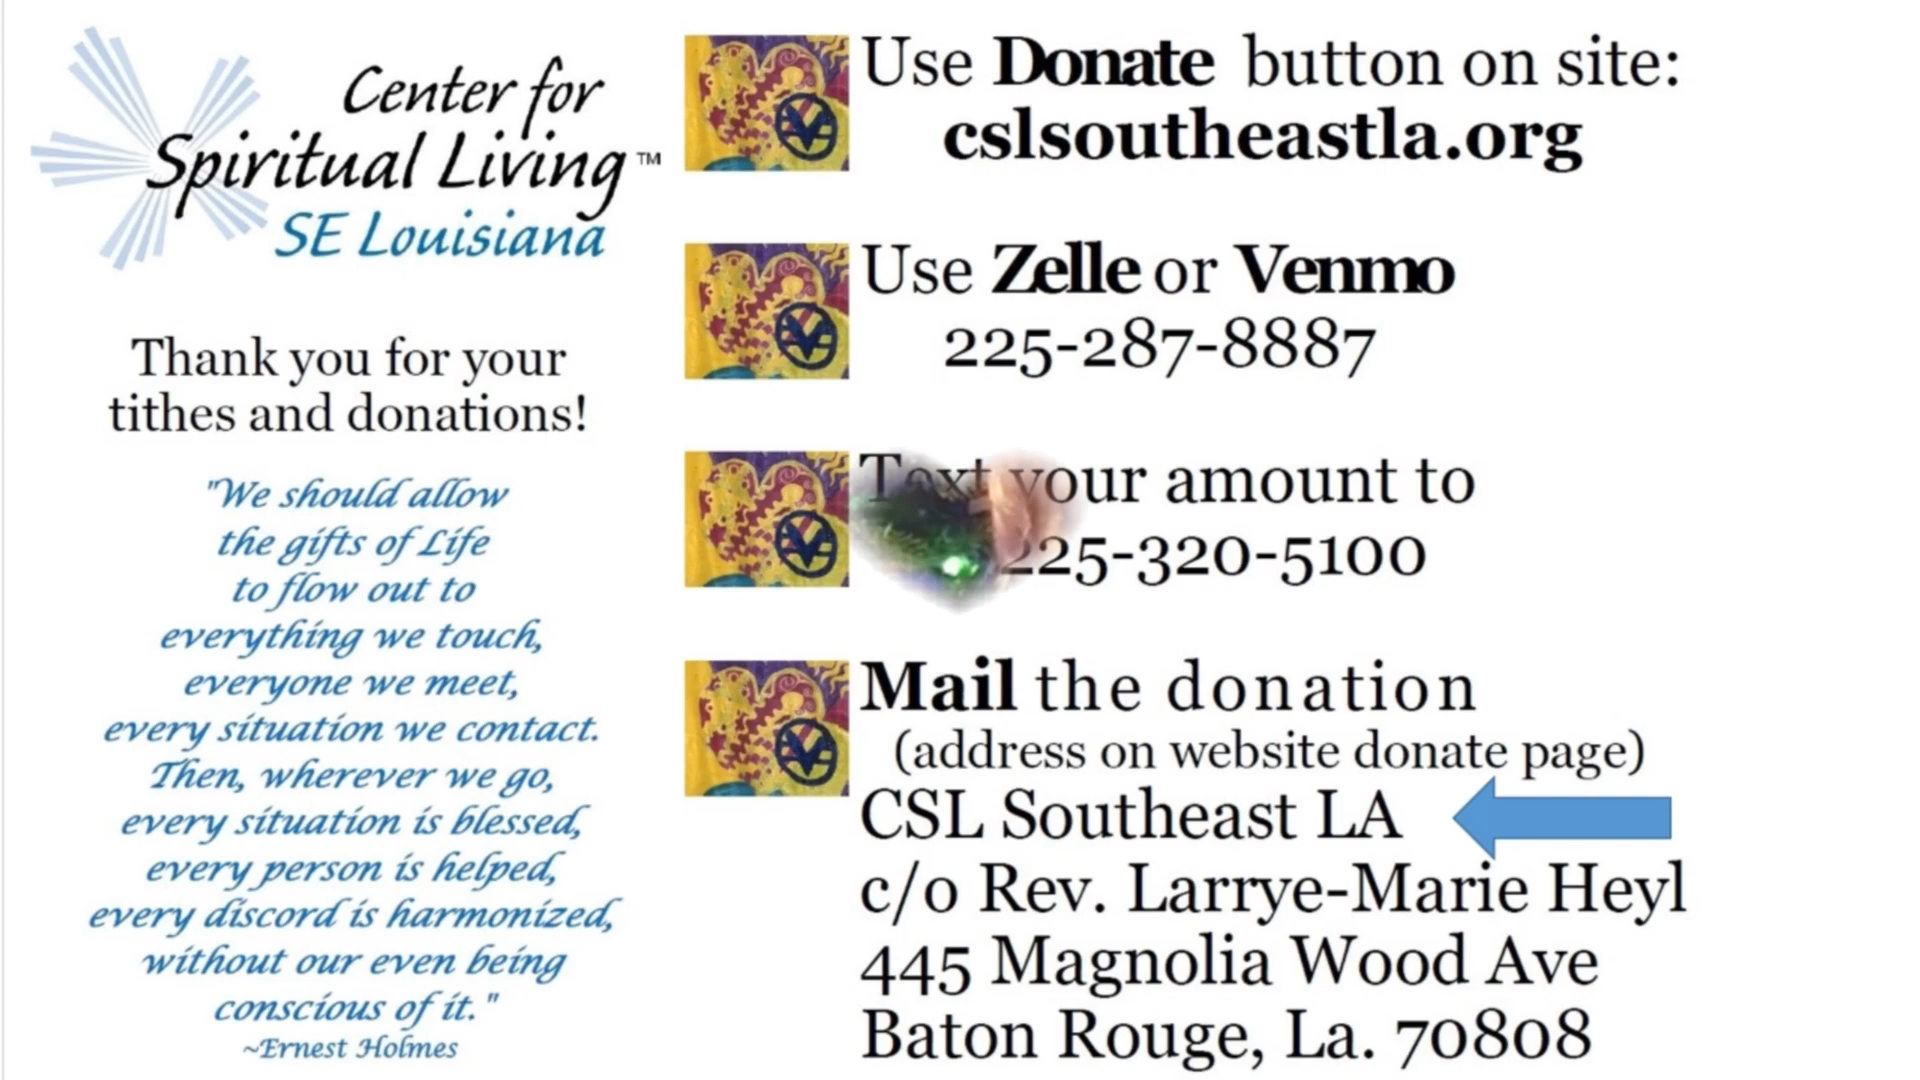 Center for
Spiritual Living™
SE Louisiana
Thank you for your
tithes and donations!
"We should allow
the gifts of Life
to flow out to
everything we touch,
everyone we meet,
every situation we contact.
Then, wherever we go,
every situation is blessed,
every person is helped,
every discord is harmonized,
without our even being
conscious of it."
~Ernest Holmes
Use Donate button on site:
cslsoutheastla.org
Use Zelle or Venmo
225-287-8887
Text your amount to
225-320-5100
Mail the donation
(address on website donate page)
CSL Southeast LA
c/o Rev. Larrye-Marie Heyl
445 Magnolia Wood Ave
Baton Rouge, La. 70808